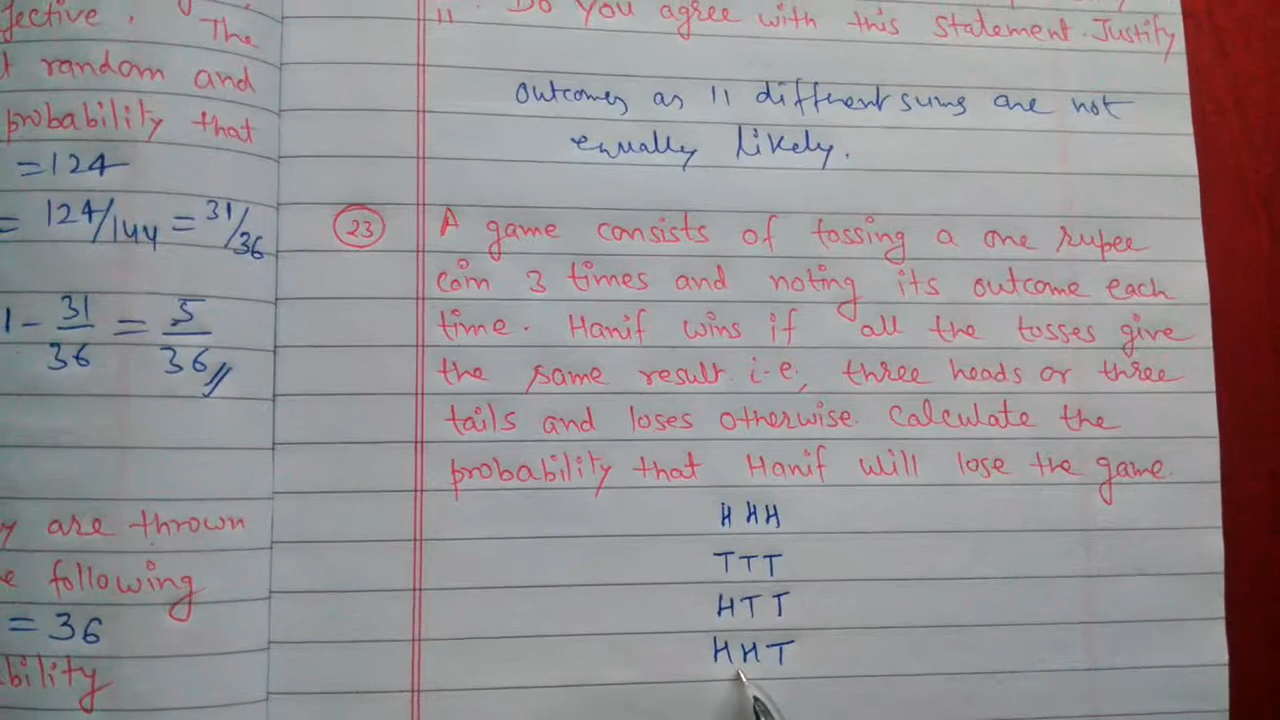 jective. The
t random and
probability that
=124
= 124/144 = 31/36
1 - 31/36 = 5/36//
y are thrown
e following
= 36
bility
11. Do you agree with this statement. Justify
outcomes as 11 different sums are not
equally likely.
23 A game consists of tossing a one rupee
coin 3 times and noting its outcome each
time. Hanif wins if all the tosses give
the same result i.e, three heads or three
tails and loses otherwise. Calculate the
probability that Hanif will lose the game.
H H H
T T T
H T T
H H T